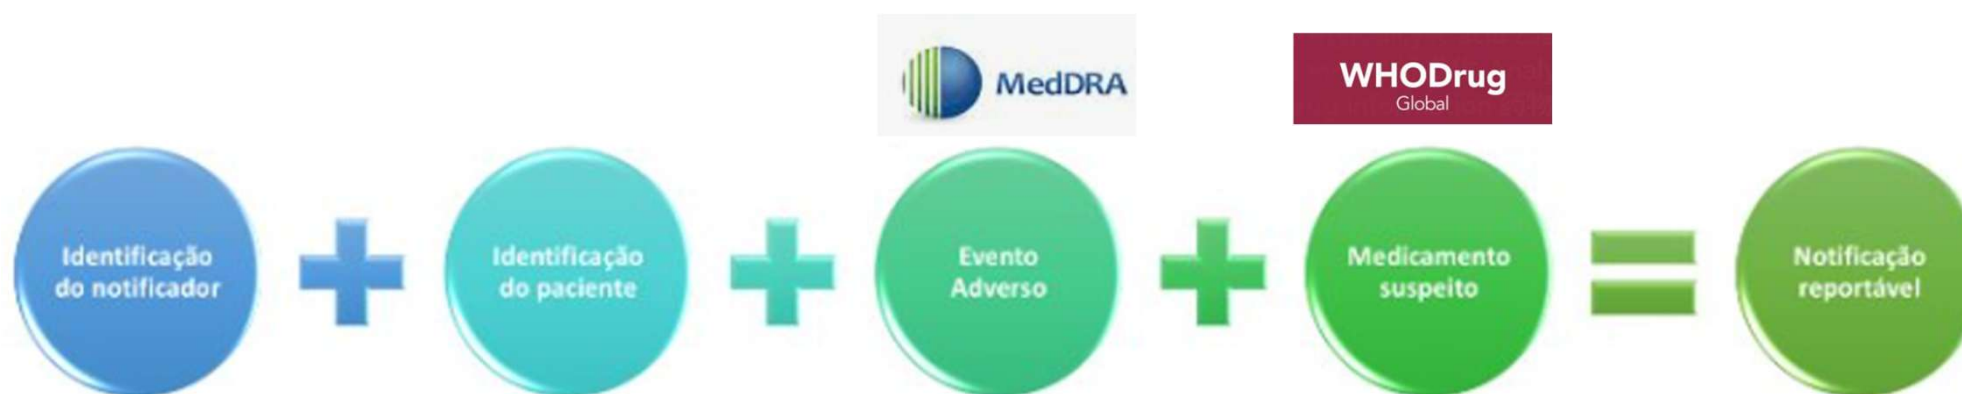 MedDRA
WHODrug
Global
Identificação
do notificador
Identificação
do paciente
Evento
Adverso
Medicamento
suspeito
Notificação
reportável